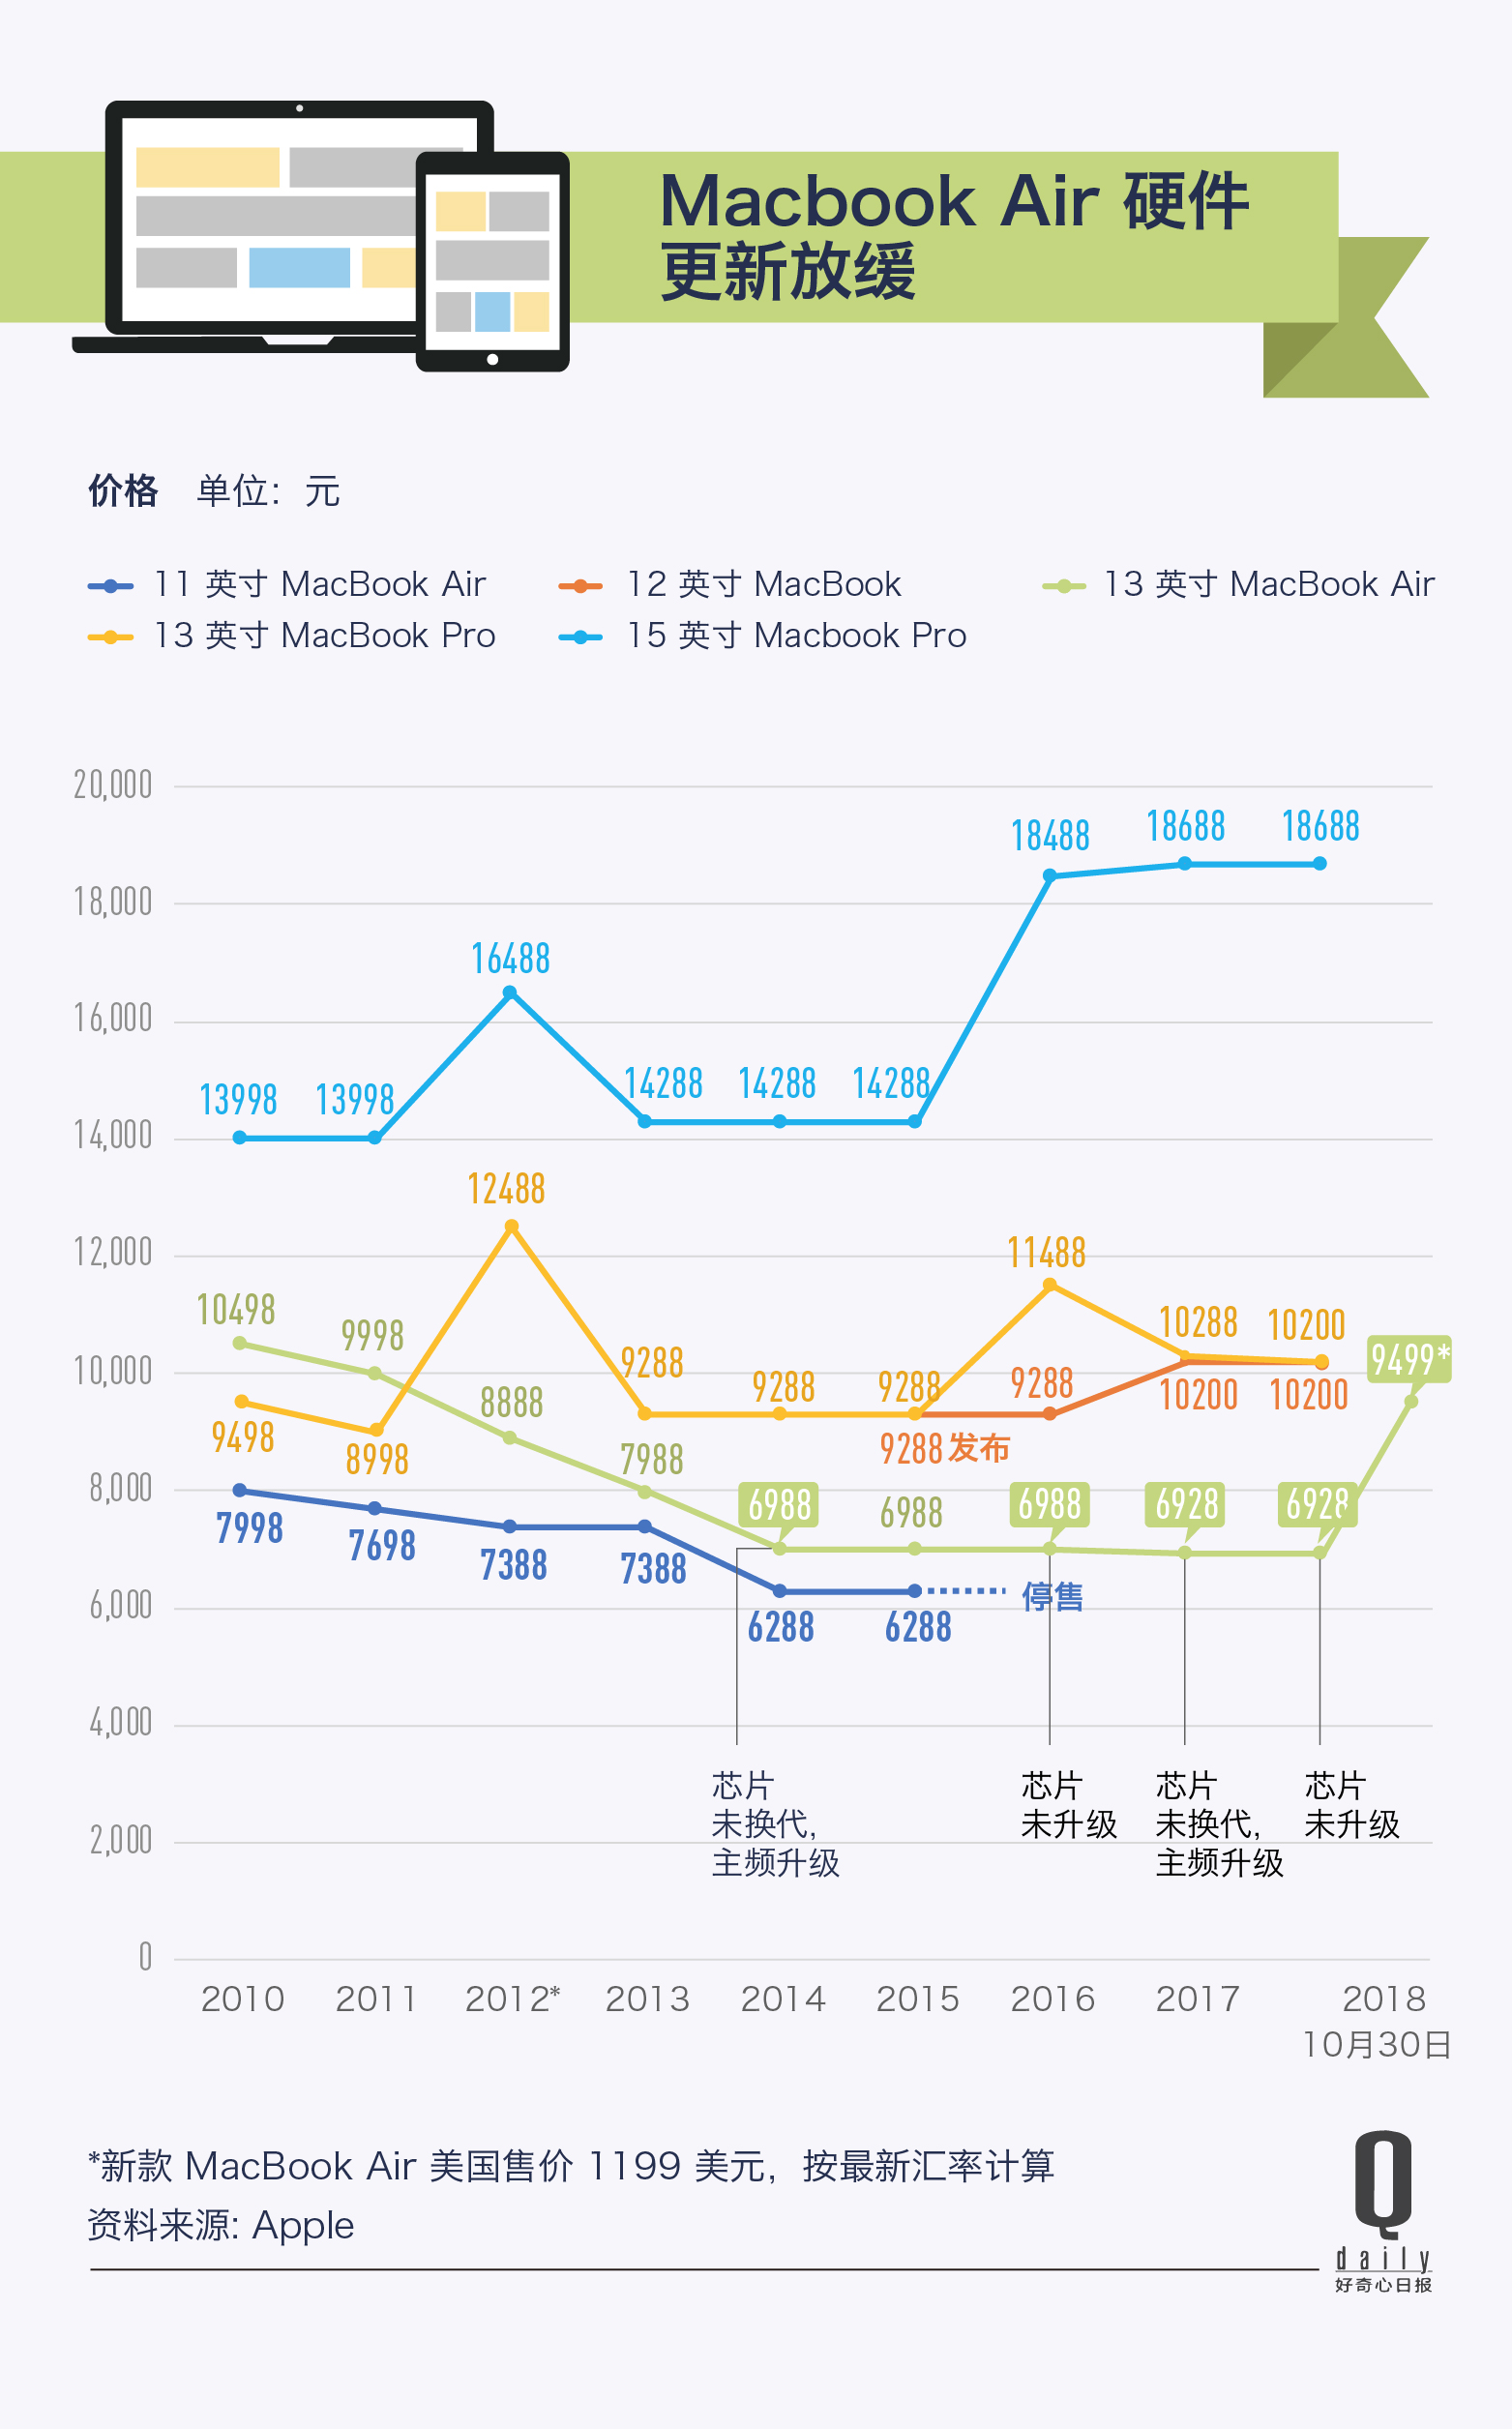 Macbook Air 硬件
更新放缓
价格 单位：元
11 英寸 MacBook Air
12 英寸 MacBook
13 英寸 MacBook Air
13 英寸 MacBook Pro
15 英寸 Macbook Pro
20,000
18688
18688
18488
18,000
16488
16,000
13998
13998
14288
14288
14288
14,000
12488
12,000
11488
10498
9998
10288
10200
9288
9499*
10,000
8888
9288
9288
9288
10200
10200
9498
8998
7988
9288 发布
8,000
7998
7698
7388
7388
6988
6988
6988
6928
6928
6,000
6288
6288
停售
4,000
芯片
未换代，
主频升级
芯片
未升级
芯片
未换代，
主频升级
芯片
未升级
2,000
0
2010
2011
2012*
2013
2014
2015
2016
2017
2018
10月30日
*新款 MacBook Air 美国售价 1199 美元，按最新汇率计算
资料来源: Apple
Q
daily
好奇心日报